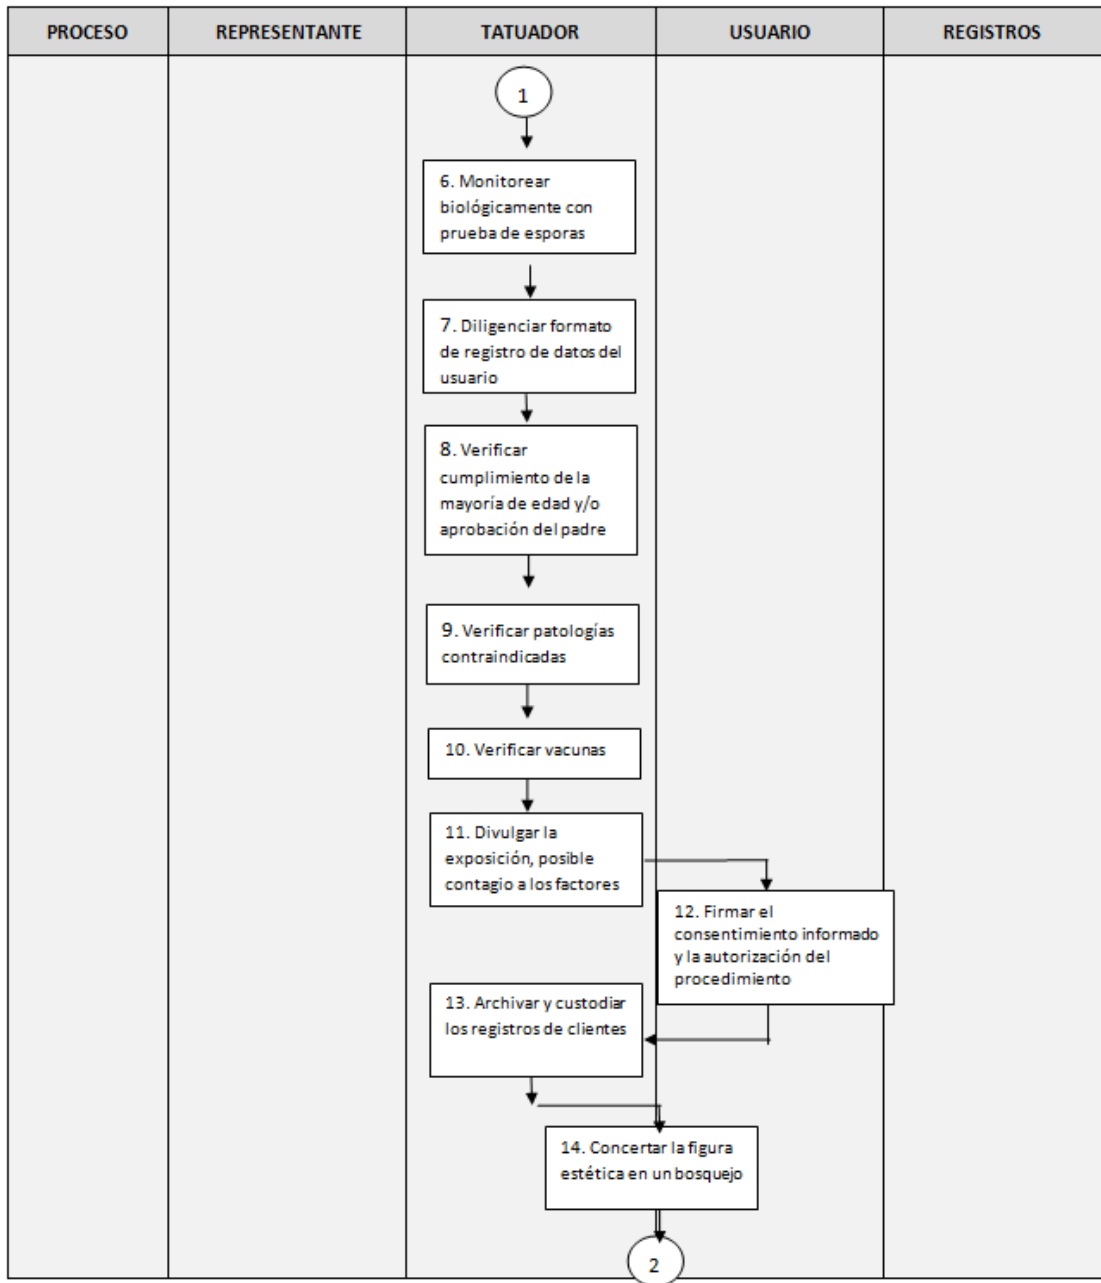 PROCESO
REPRESENTANTE
TATUADOR
USUARIO
REGISTROS
1
6. Monitorear
biológicamente con
prueba de esporas
7. Diligenciar formato
de registro de datos del
usuario
8. Verificar
cumplimiento de la
mayoría de edad y/o
aprobación del padre
9. Verificar patologías
contraindicadas
10. Verificar vacunas
11. Divulgar la
exposición, posible
contagio a los factores
12. Firmar el
consentimiento informado
y la autorización del
procedimiento
13. Archivar y custodiar
los registros de clientes
14. Concertar la figura
estética en un bosquejo
2